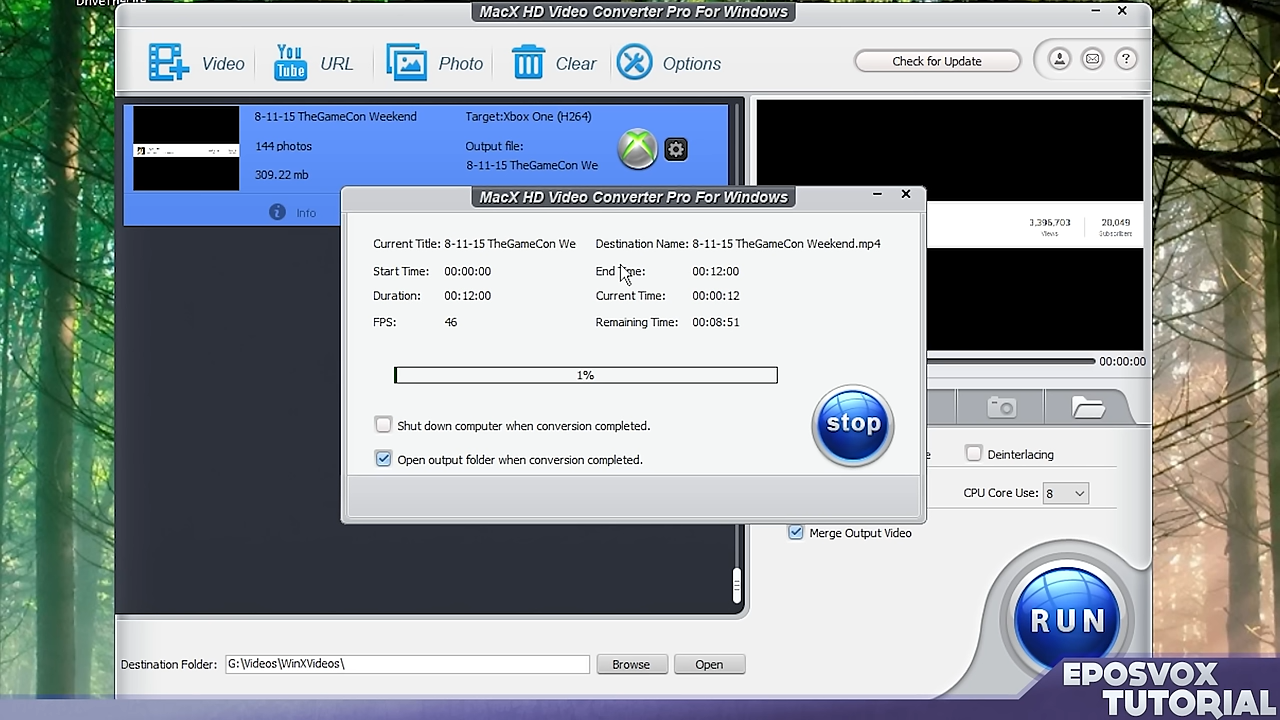 MacX HD Video Converter Pro For Windows
Video
You
Tube
URL
Photo
Clear
Options
Check for Update
?
8-11-15 TheGameCon Weekend
Target:Xbox One (H264)
144 photos
Output file:
8-11-15 TheGameCon We
309.22 mb
i Info
MacX HD Video Converter Pro For Windows
Current Title: 8-11-15 TheGameCon We
Destination Name: 8-11-15 TheGameCon Weekend.mp4
Start Time: 00:00:00
End Time: 00:12:00
Duration: 00:12:00
Current Time: 00:00:12
FPS: 46
Remaining Time: 00:08:51
1%
stop
Shut down computer when conversion completed.
Open output folder when conversion completed.
3,396,703
Views
20,049
Subscribers
00:00:00
Deinterlacing
CPU Core Use: 8
Merge Output Video
RUN
Destination Folder: G:\Videos\WinXVideos\
Browse
Open
EPOSVOX
TUTORIAL